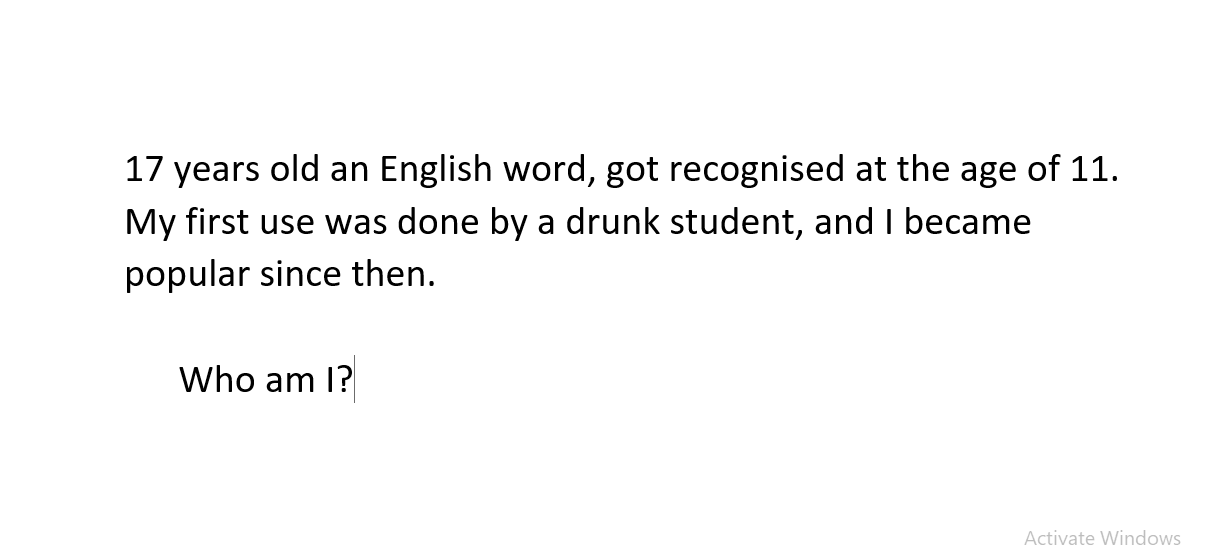 17 years old an English word, got recognised at the age of 11.
My first use was done by a drunk student, and I became
popular since then.
Who am I?
Activate Windows